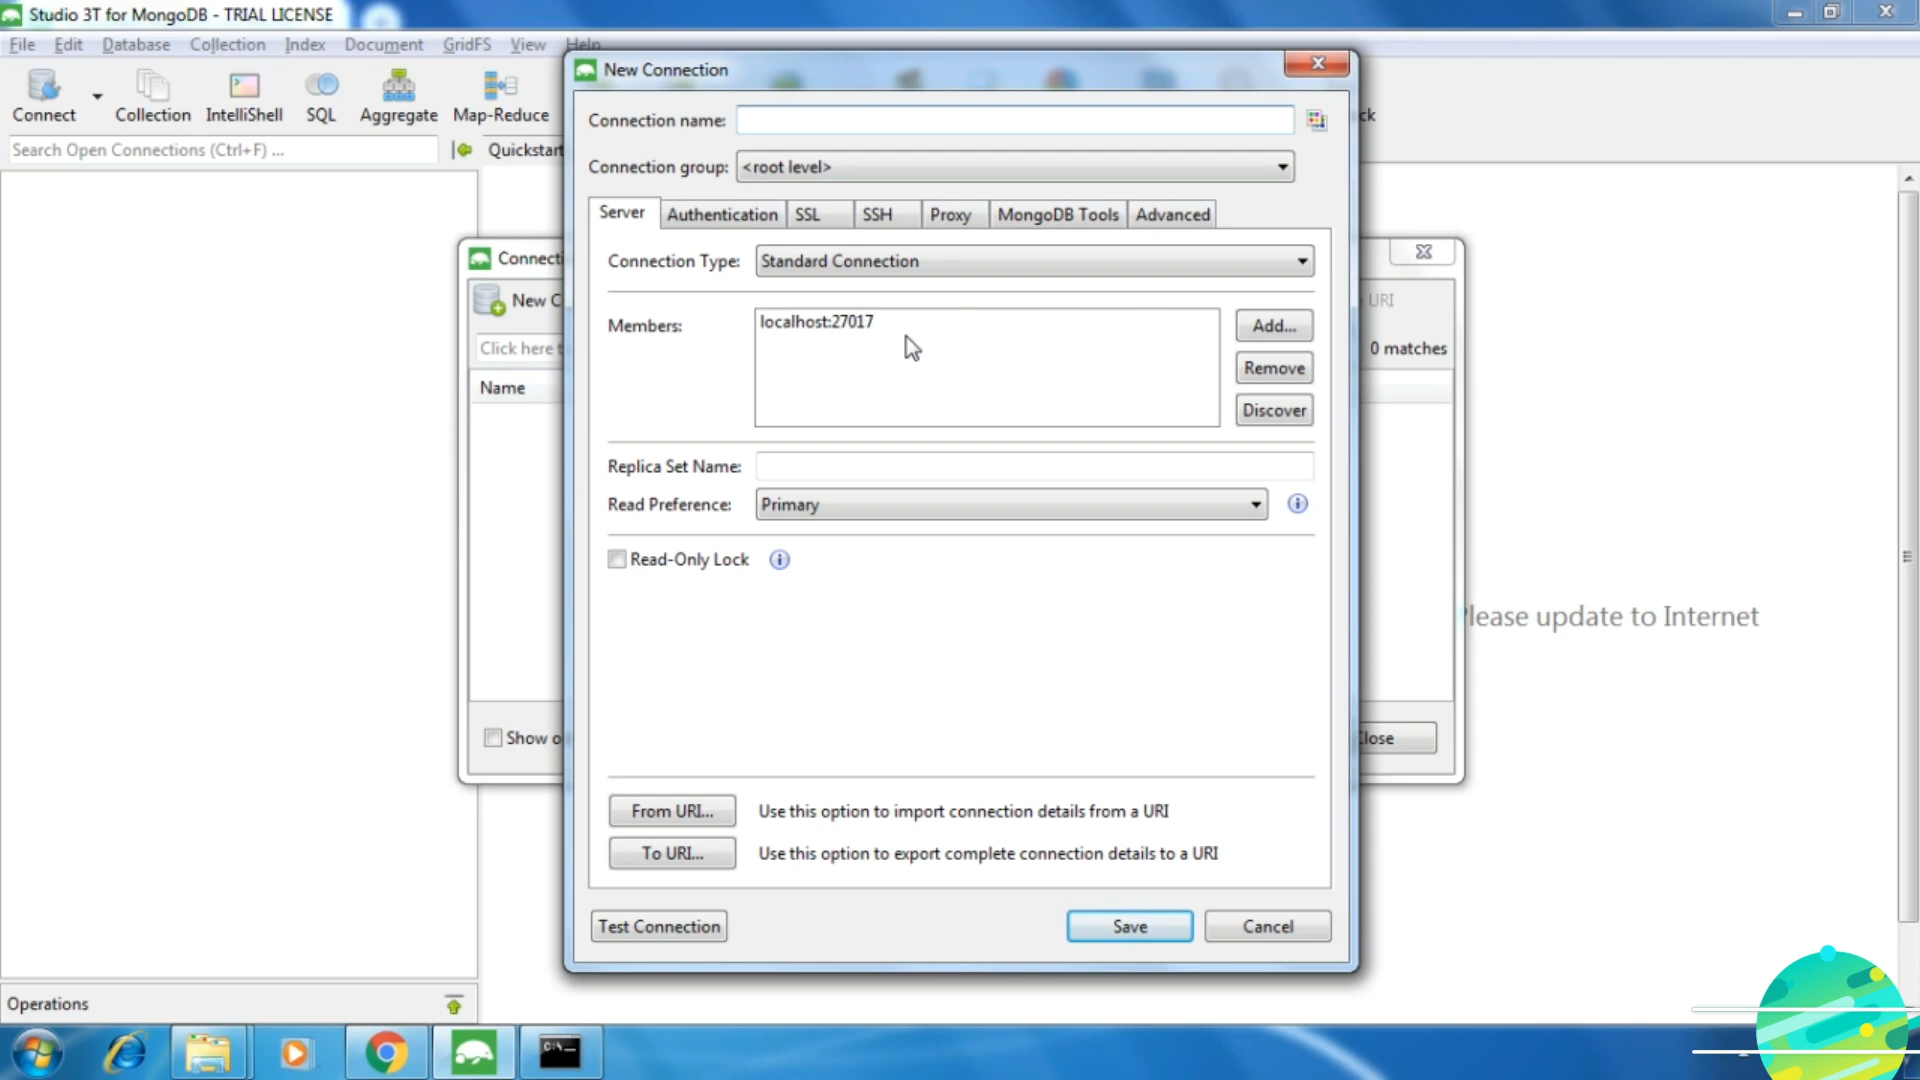 Studio 3T for MongoDB - TRIAL LICENSE
File Edit Database Collection Index Document GridFS View Help
Connect Collection IntelliShell SQL Aggregate Map-Reduce
Search Open Connections (Ctrl+F) ...
Quickstart
New Connection
Connection name:
Connection group: <root level>
Server Authentication SSL SSH Proxy MongoDB Tools Advanced
Connection Type: Standard Connection
Members: localhost:27017
Add...
Remove
Discover
Replica Set Name:
Read Preference: Primary
Read-Only Lock
From URI... Use this option to import connection details from a URI
To URI... Use this option to export complete connection details to a URI
Test Connection Save Cancel
Connecti
New C
URI
Click here t
0 matches
Name
Show o
Close
lease update to Internet
Operations
C:\